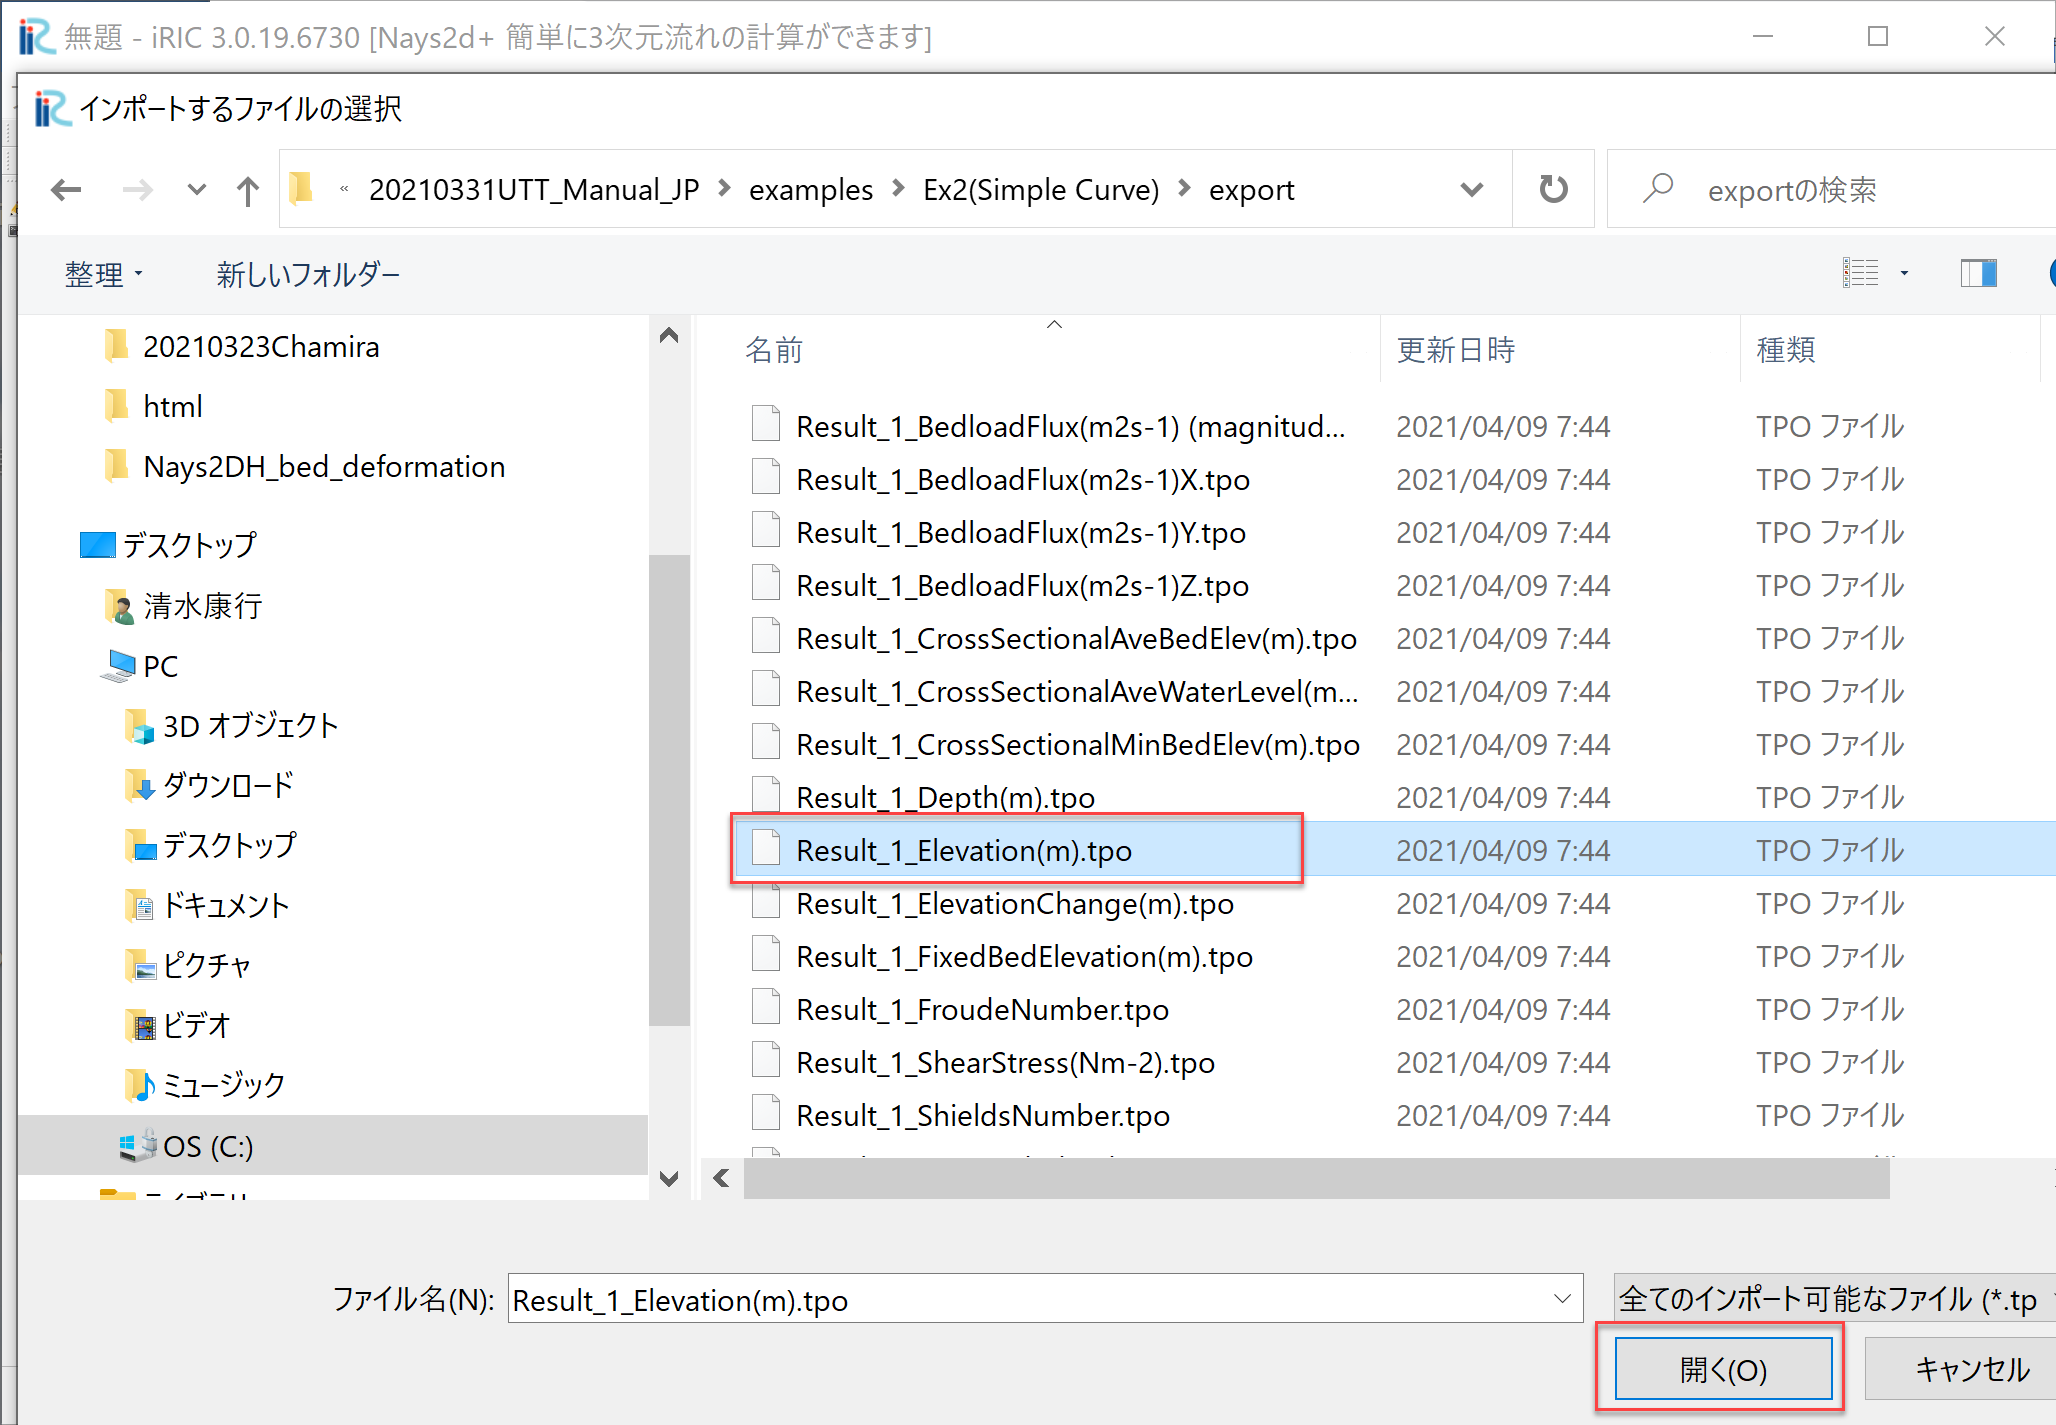 無題 - iRIC 3.0.19.6730 [Nays2d+ 簡単に3次元流れの計算ができます]
インポートするファイルの選択
« 20210331UTT_Manual_JP > examples > Ex2(Simple Curve) > export
exportの検索
整理
新しいフォルダー
20210323Chamira
html
Nays2DH_bed_deformation
デスクトップ
清水康行
PC
3D オブジェクト
ダウンロード
デスクトップ
ドキュメント
ピクチャ
ビデオ
ミュージック
OS (C:)
ライブラリ
名前 更新日時 種類
Result_1_BedloadFlux(m2s-1) (magnitud... 2021/04/09 7:44 TPO ファイル
Result_1_BedloadFlux(m2s-1)X.tpo 2021/04/09 7:44 TPO ファイル
Result_1_BedloadFlux(m2s-1)Y.tpo 2021/04/09 7:44 TPO ファイル
Result_1_BedloadFlux(m2s-1)Z.tpo 2021/04/09 7:44 TPO ファイル
Result_1_CrossSectionalAveBedElev(m).tpo 2021/04/09 7:44 TPO ファイル
Result_1_CrossSectionalAveWaterLevel(m... 2021/04/09 7:44 TPO ファイル
Result_1_CrossSectionalMinBedElev(m).tpo 2021/04/09 7:44 TPO ファイル
Result_1_Depth(m).tpo 2021/04/09 7:44 TPO ファイル
Result_1_Elevation(m).tpo 2021/04/09 7:44 TPO ファイル
Result_1_ElevationChange(m).tpo 2021/04/09 7:44 TPO ファイル
Result_1_FixedBedElevation(m).tpo 2021/04/09 7:44 TPO ファイル
Result_1_FroudeNumber.tpo 2021/04/09 7:44 TPO ファイル
Result_1_ShearStress(Nm-2).tpo 2021/04/09 7:44 TPO ファイル
Result_1_ShieldsNumber.tpo 2021/04/09 7:44 TPO ファイル
ファイル名(N): Result_1_Elevation(m).tpo
全てのインポート可能なファイル (*.tp
開く(O)
キャンセル